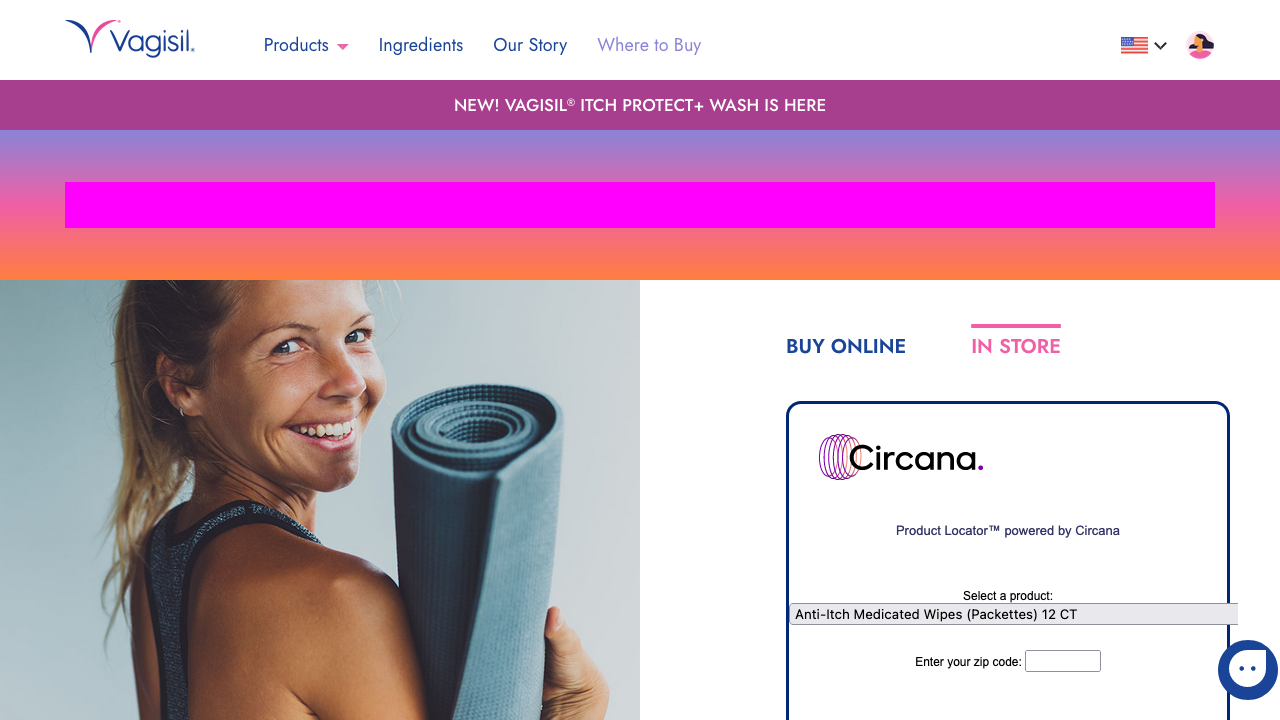 Vagisil
Products
Ingredients
Our Story
Where to Buy
NEW! VAGISIL® ITCH PROTECT+ WASH IS HERE
BUY ONLINE
IN STORE
Circana.
Product Locator™ powered by Circana
Select a product:
Anti-Itch Medicated Wipes (Packettes) 12 CT
Enter your zip code: